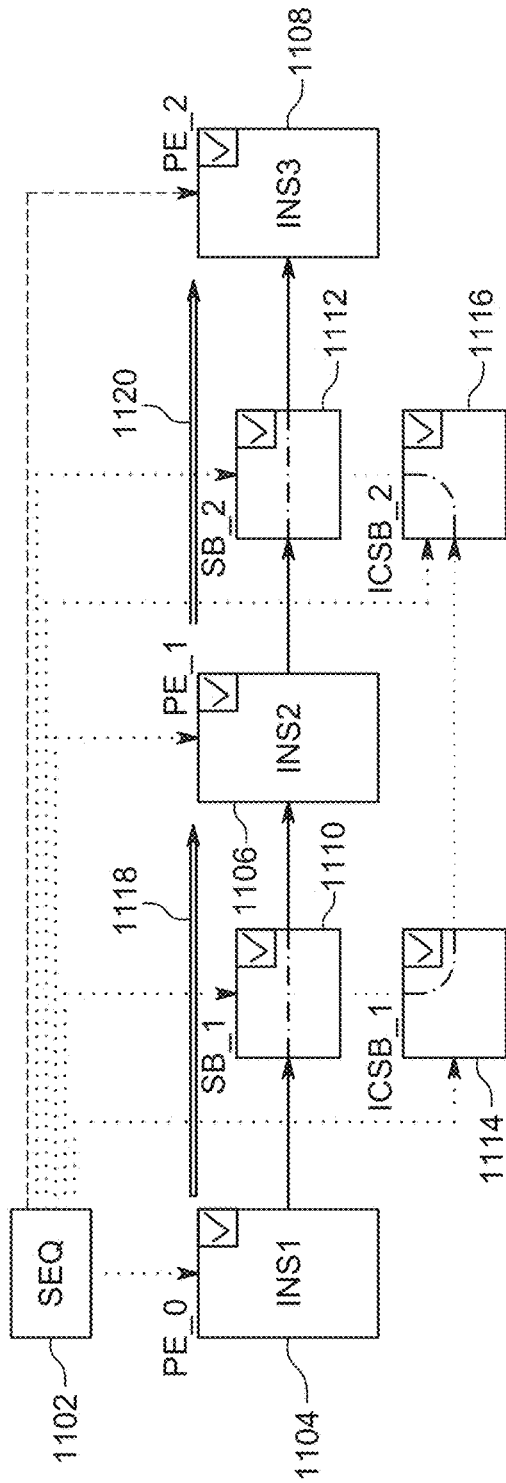 1102
SEQ
PE_0
INS1
V
1104
1118
SB_1
V
1110
ICSB_1
V
1114
PE_1
INS2
V
1106
1120
SB_2
V
1112
ICSB_2
V
1116
PE_2
INS3
V
1108